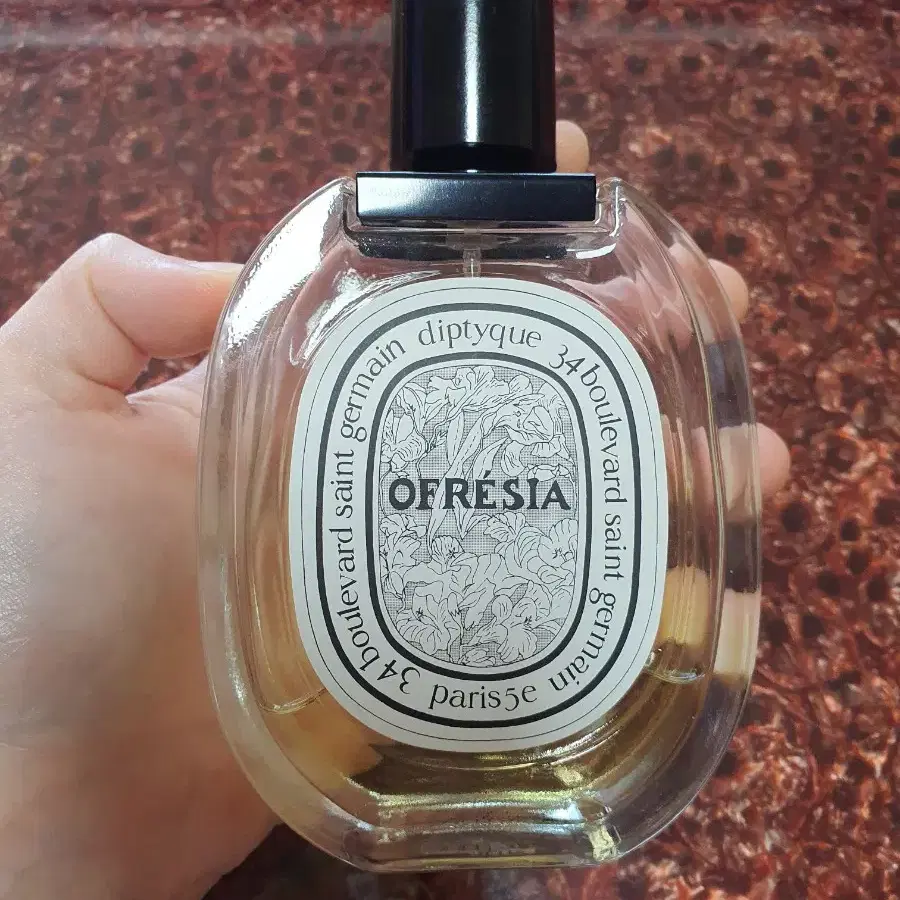 34 boulevard saint germain diptyque 34 boulevard saint germain
paris 5e
OFRÉSIA